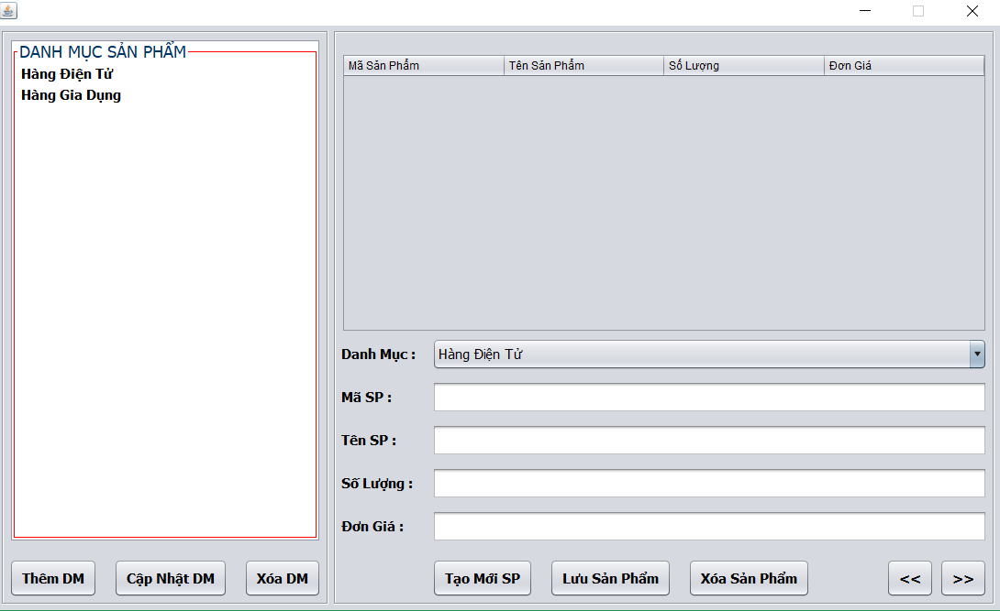 DANH MỤC SẢN PHẨM
Hàng Điện Tử
Hàng Gia Dụng
Thêm DM Cập Nhật DM Xóa DM
Mã Sản Phẩm Tên Sản Phẩm Số Lượng Đơn Giá
Danh Mục : Hàng Điện Tử
Mã SP :
Tên SP :
Số Lượng :
Đơn Giá :
Tạo Mới SP Lưu Sản Phẩm Xóa Sản Phẩm << >>